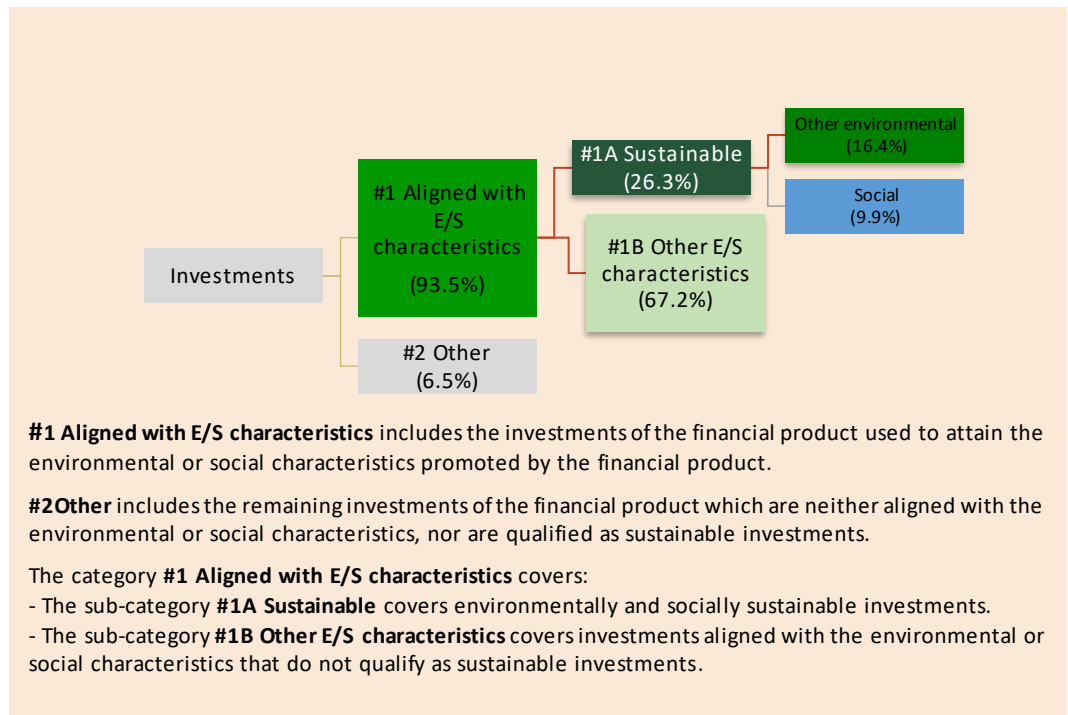 Investments
#1 Aligned with
E/S
characteristics
(93.5%)
#2 Other
(6.5%)
#1A Sustainable
(26.3%)
#1B Other E/S
characteristics
(67.2%)
Other environmental
(16.4%)
Social
(9.9%)
#1 Aligned with E/S characteristics includes the investments of the financial product used to attain the
environmental or social characteristics promoted by the financial product.
#2Other includes the remaining investments of the financial product which are neither aligned with the
environmental or social characteristics, nor are qualified as sustainable investments.
The category #1 Aligned with E/S characteristics covers:
- The sub-category #1A Sustainable covers environmentally and socially sustainable investments.
- The sub-category #1B Other E/S characteristics covers investments aligned with the environmental or
social characteristics that do not qualify as sustainable investments.